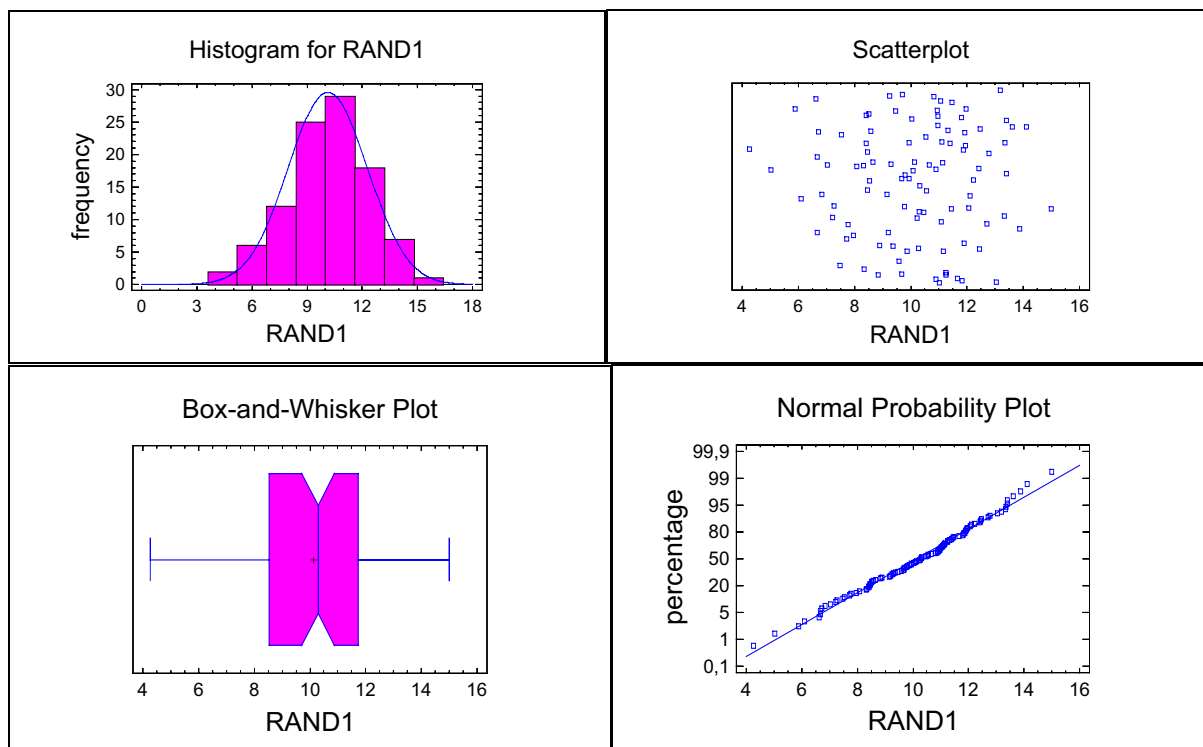 Histogram for RAND1
frequency
30
25
20
15
10
5
0
0 3 6 9 12 15 18
RAND1
Scatterplot
4 6 8 10 12 14 16
RAND1
Box-and-Whisker Plot
4 6 8 10 12 14 16
RAND1
Normal Probability Plot
percentage
99,9
99
95
80
50
20
5
1
0,1
4 6 8 10 12 14 16
RAND1